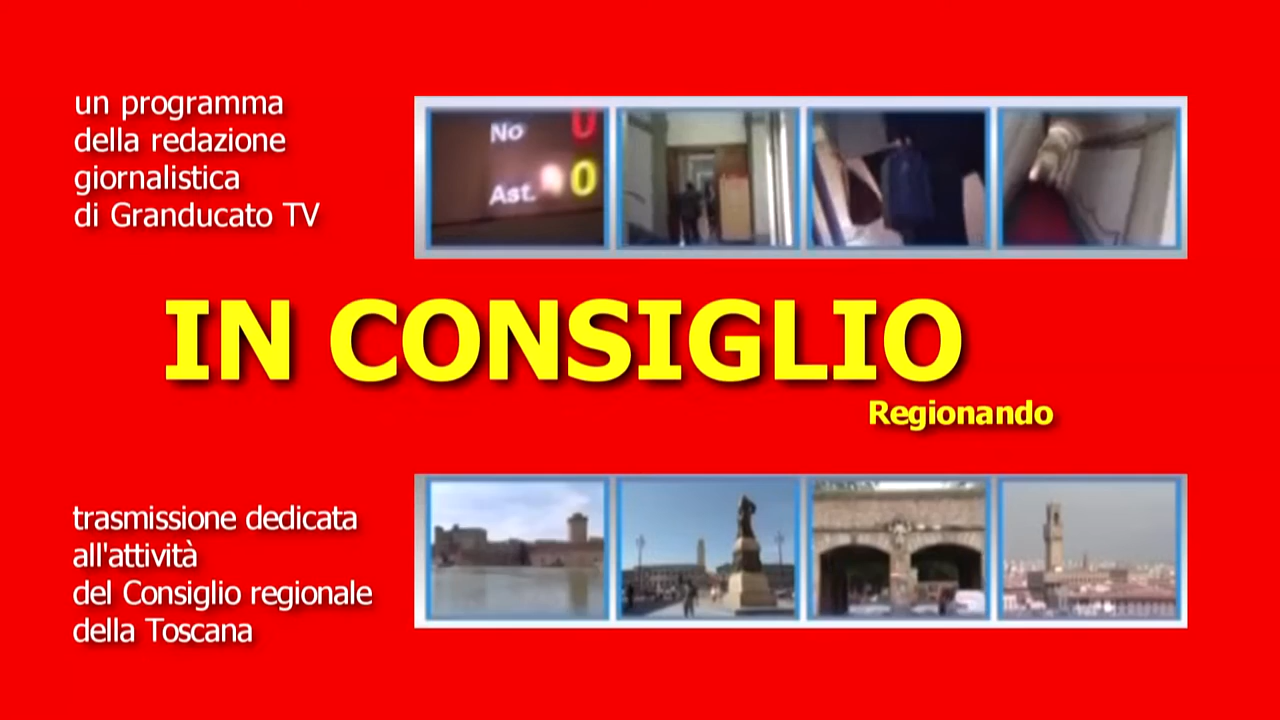 un programma
della redazione
giornalistica
di Granducato TV
No 0
Ast. 0
IN CONSIGLIO
Regionando
trasmissione dedicata
all'attività
del Consiglio regionale
della Toscana